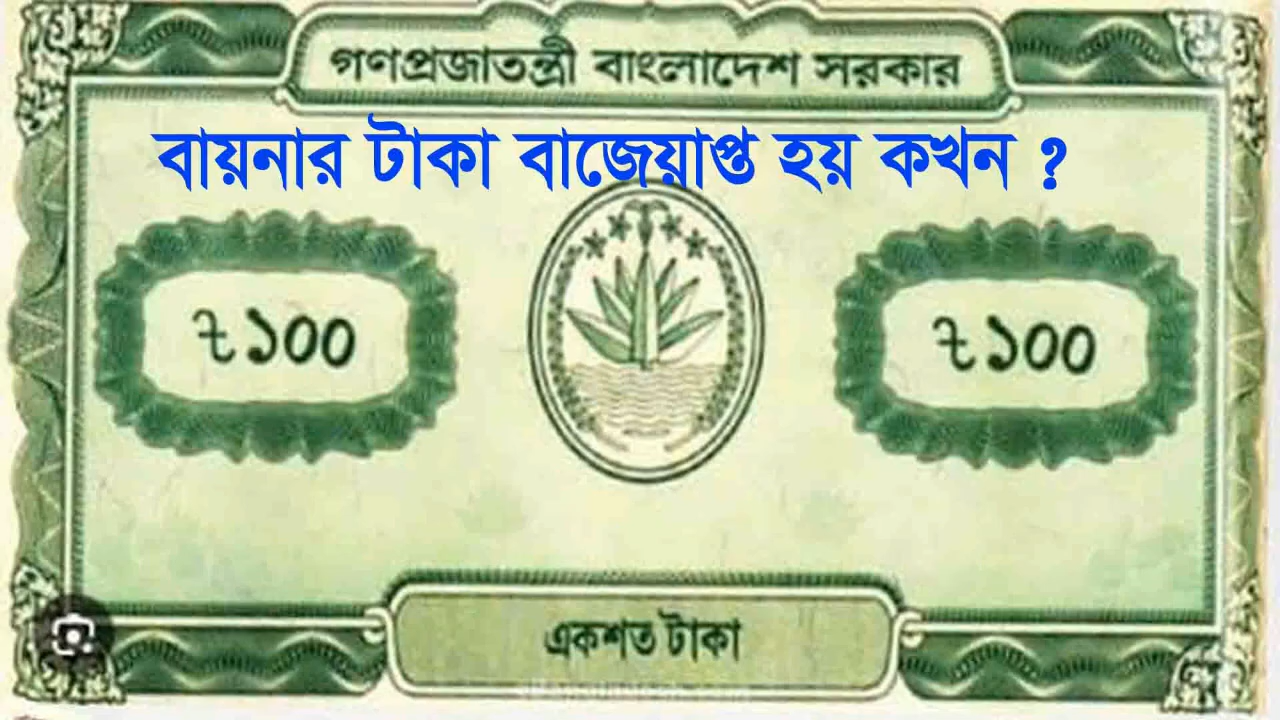 গণপ্রজাতন্ত্রী বাংলাদেশ সরকার
বায়নার টাকা বাজেয়াপ্ত হয় কখন ?
৳ ১০০
৳ ১০০
একশত টাকা